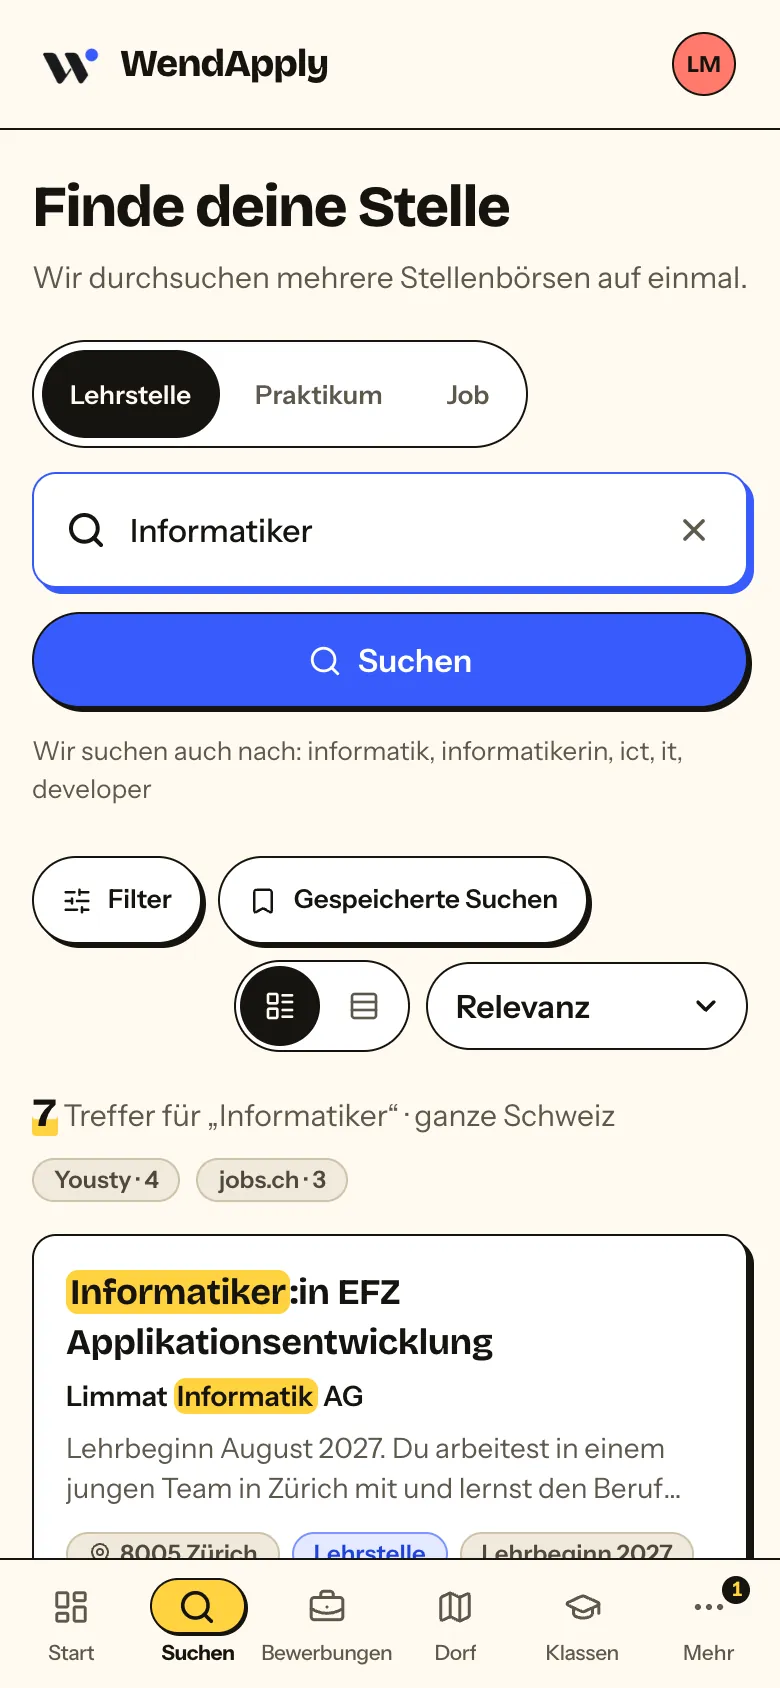 WendApply
LM
Finde deine Stelle
Wir durchsuchen mehrere Stellenbörsen auf einmal.
Lehrstelle Praktikum Job
Informatiker
Suchen
Wir suchen auch nach: informatik, informatikerin, ict, it,
developer
Filter Gespeicherte Suchen
Relevanz
7 Treffer für „Informatiker“ · ganze Schweiz
Yousty · 4 jobs.ch · 3
Informatiker:in EFZ
Applikationsentwicklung
Limmat Informatik AG
Lehrbeginn August 2027. Du arbeitest in einem
jungen Team in Zürich mit und lernst den Beruf...
8005 Zürich Lehrstelle Lehrbeginn 2027
1
Start Suchen Bewerbungen Dorf Klassen Mehr